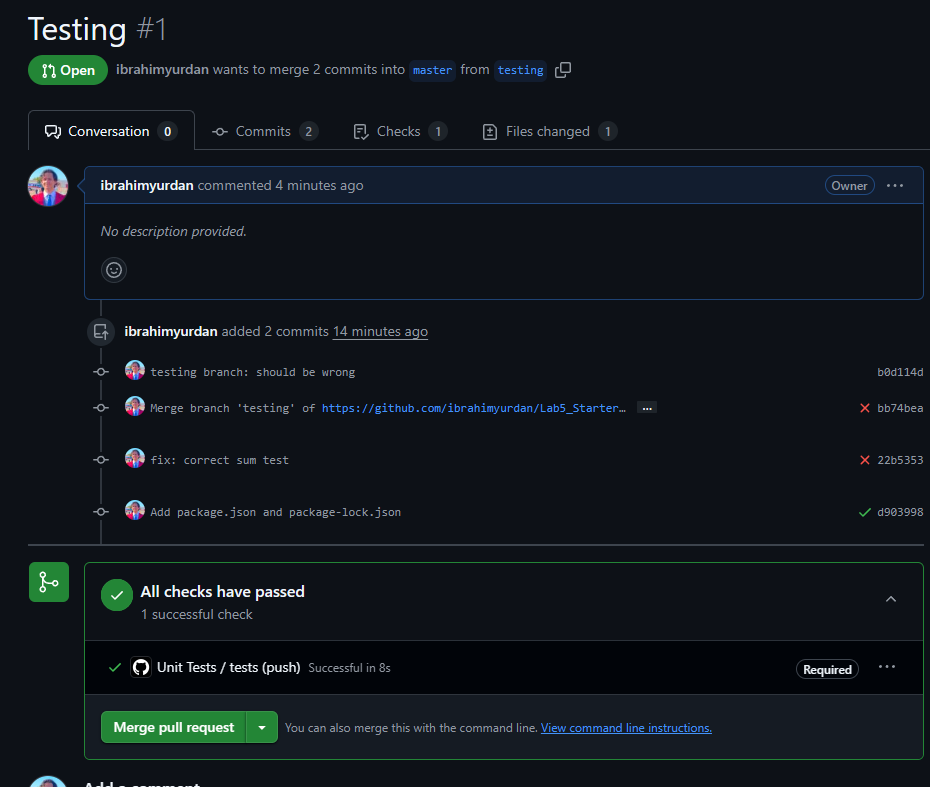 Testing #1
Open ibrahimyurdan wants to merge 2 commits into master from testing
Conversation 0 Commits 2 Checks 1 Files changed 1
ibrahimyurdan commented 4 minutes ago Owner ...
No description provided.
ibrahimyurdan added 2 commits 14 minutes ago
testing branch: should be wrong b0d114d
Merge branch 'testing' of https://github.com/ibrahimyurdan/Lab5_Starter… ... bb74bea
fix: correct sum test 22b5353
Add package.json and package-lock.json d903998
All checks have passed
1 successful check
Unit Tests / tests (push) Successful in 8s Required ...
Merge pull request You can also merge this with the command line. View command line instructions.
Add a comment